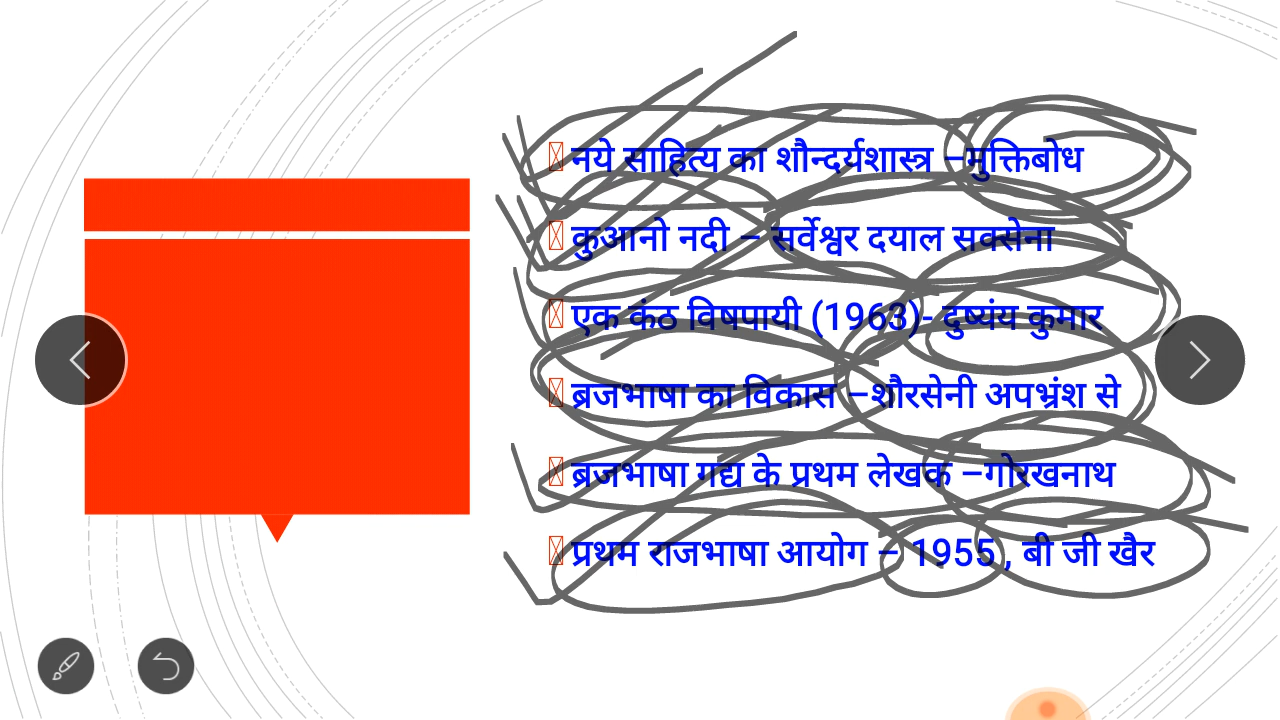 नये साहित्य का शौन्दर्यशास्त्र –मुक्तिबोध
कुआनो नदी – सर्वेश्वर दयाल सक्सेना
एक कंठ विषपायी (1963)- दुष्यंय कुमार
ब्रजभाषा का विकास –शौरसेनी अपभ्रंश से
ब्रजभाषा गद्य के प्रथम लेखक –गोरखनाथ
प्रथम राजभाषा आयोग – 1955 , बी जी खैर